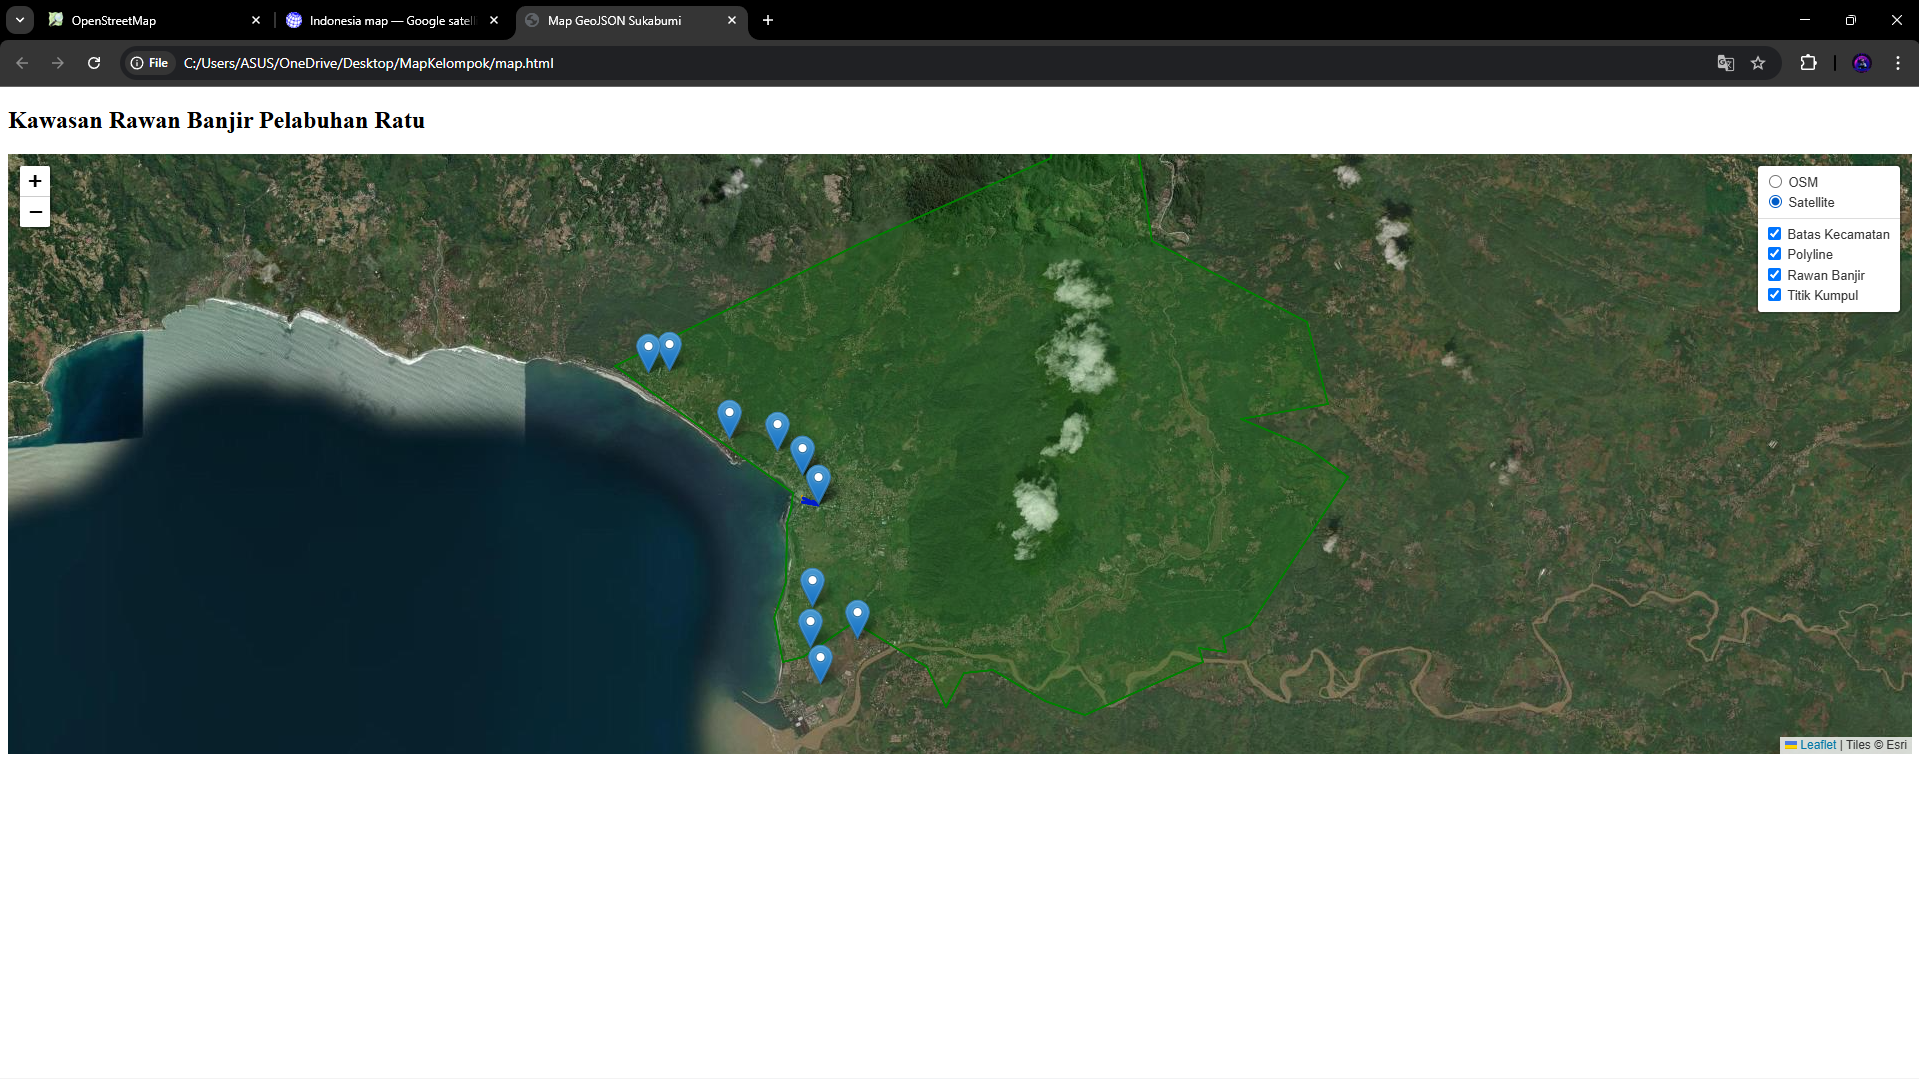 OpenStreetMap
Indonesia map — Google satell
Map GeoJSON Sukabumi
File
C:/Users/ASUS/OneDrive/Desktop/MapKelompok/map.html
Kawasan Rawan Banjir Pelabuhan Ratu
+
−
OSM
Satellite
Batas Kecamatan
Polyline
Rawan Banjir
Titik Kumpul
Leaflet | Tiles © Esri